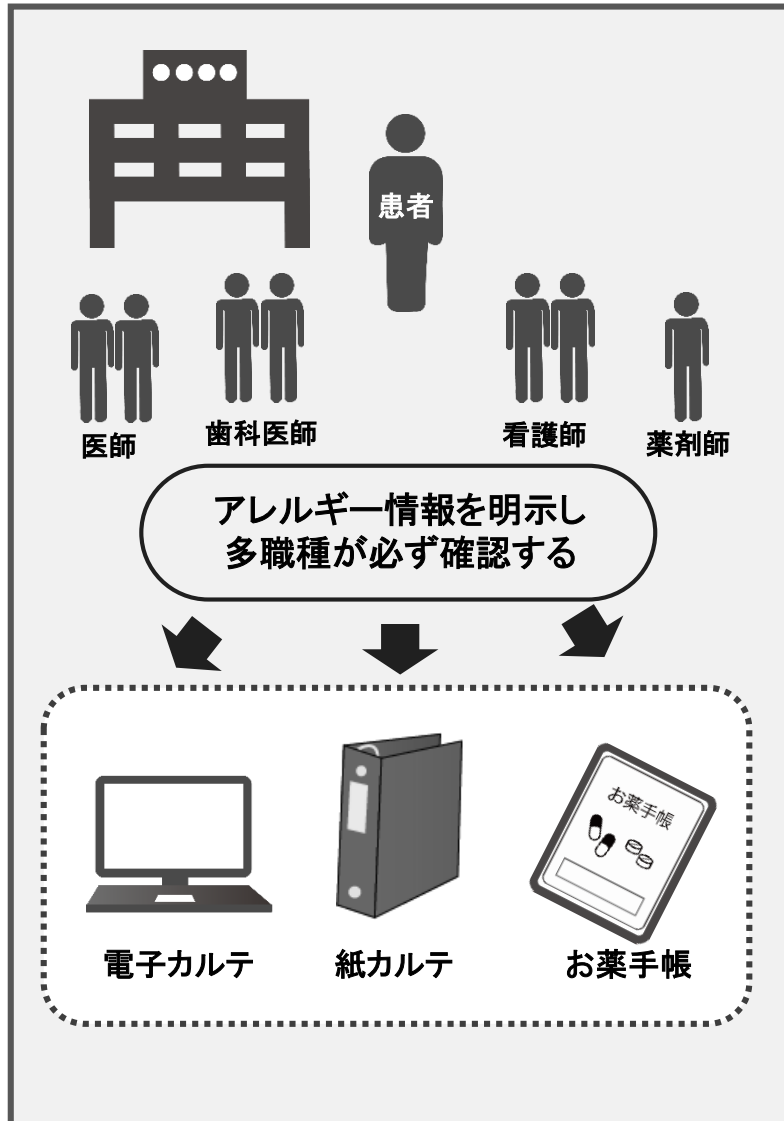 患者
医師
歯科医師
看護師
薬剤師
アレルギー情報を明示し
多職種が必ず確認する
お薬手帳
電子カルテ
紙カルテ
お薬手帳